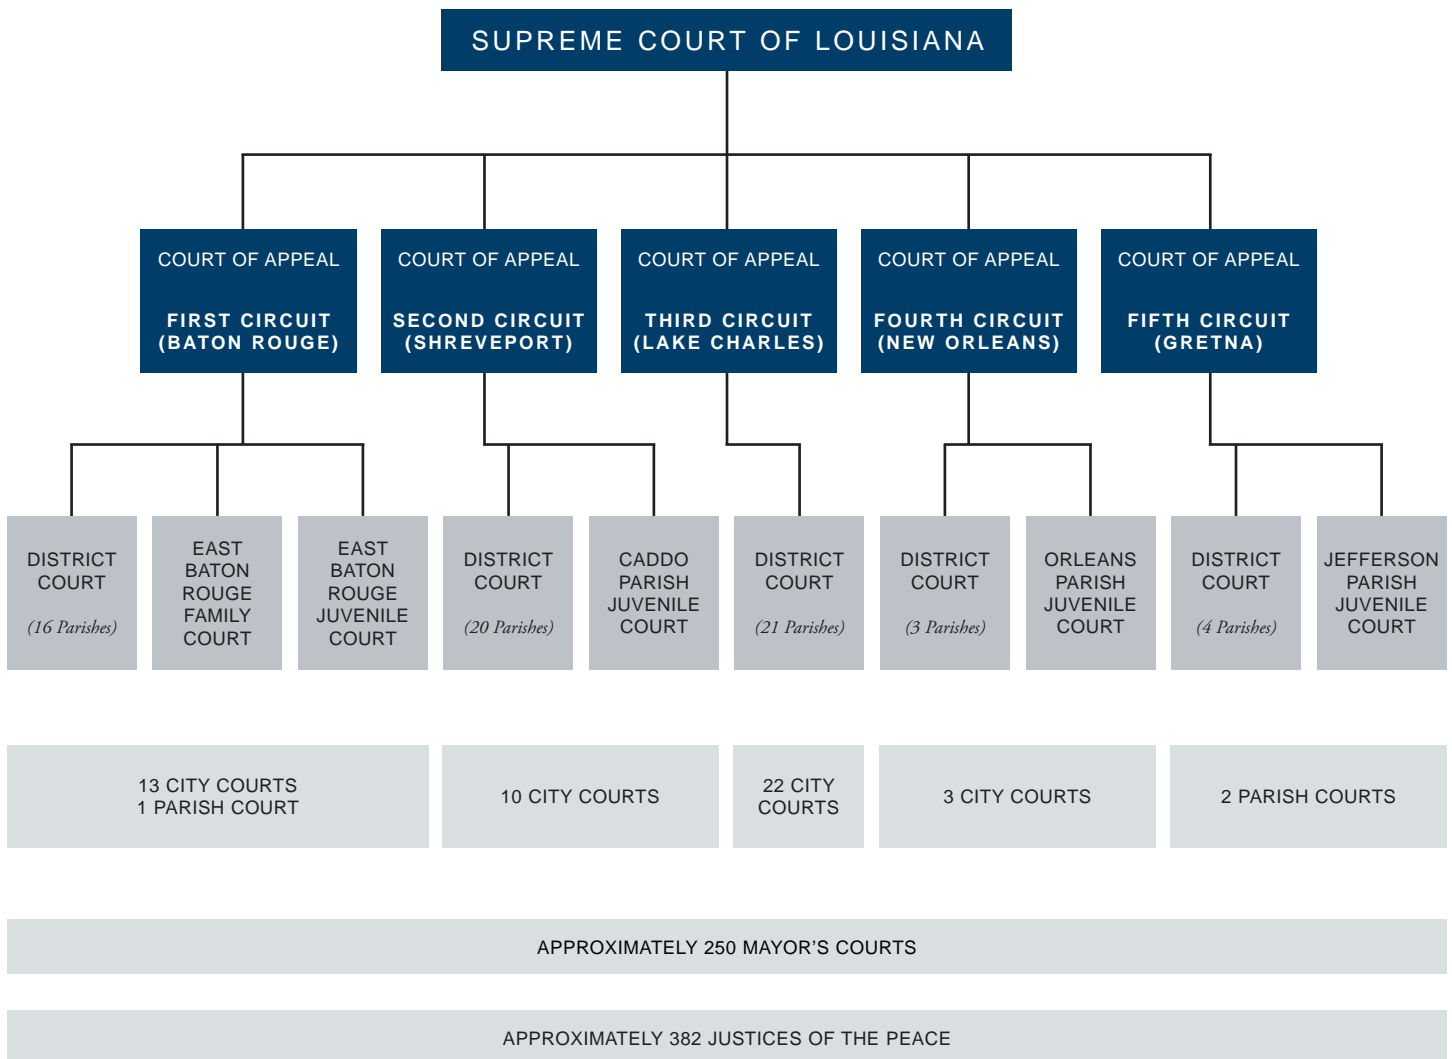 SUPREME COURT OF LOUISIANA
COURT OF APPEAL
FIRST CIRCUIT
(BATON ROUGE)
COURT OF APPEAL
SECOND CIRCUIT
(SHREVEPORT)
COURT OF APPEAL
THIRD CIRCUIT
(LAKE CHARLES)
COURT OF APPEAL
FOURTH CIRCUIT
(NEW ORLEANS)
COURT OF APPEAL
FIFTH CIRCUIT
(GRETNA)
DISTRICT
COURT
(16 Parishes)
EAST
BATON
ROUGE
FAMILY
COURT
EAST
BATON
ROUGE
JUVENILE
COURT
DISTRICT
COURT
(20 Parishes)
CADDO
PARISH
JUVENILE
COURT
DISTRICT
COURT
(21 Parishes)
DISTRICT
COURT
(3 Parishes)
ORLEANS
PARISH
JUVENILE
COURT
DISTRICT
COURT
(4 Parishes)
JEFFERSON
PARISH
JUVENILE
COURT
13 CITY COURTS
1 PARISH COURT
10 CITY COURTS
22 CITY
COURTS
3 CITY COURTS
2 PARISH COURTS
APPROXIMATELY 250 MAYOR'S COURTS
APPROXIMATELY 382 JUSTICES OF THE PEACE